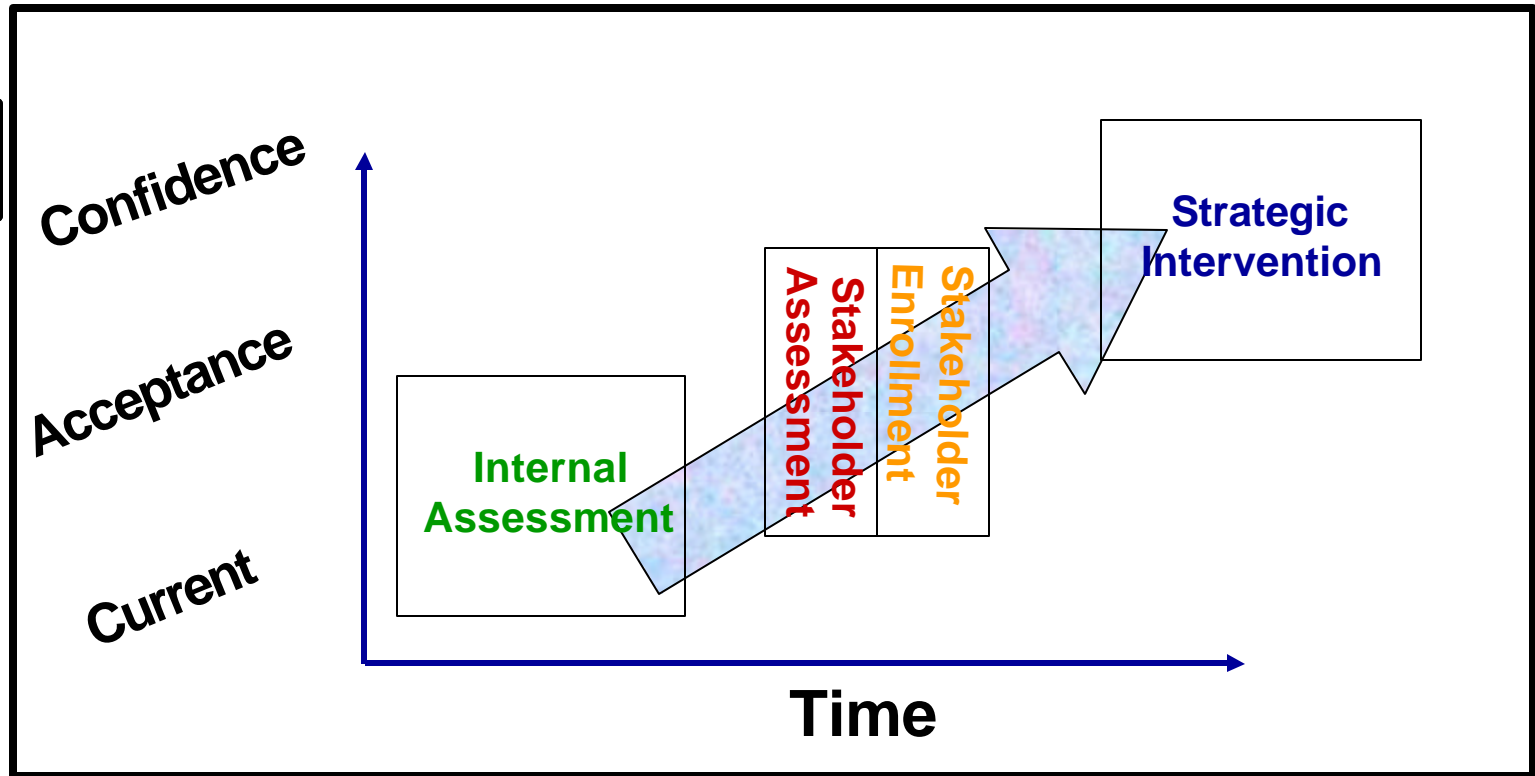 Confidence
Acceptance
Current
Internal
Assessment
Stakeholder
Assessment
Stakeholder
Enrollment
Strategic
Intervention
Time